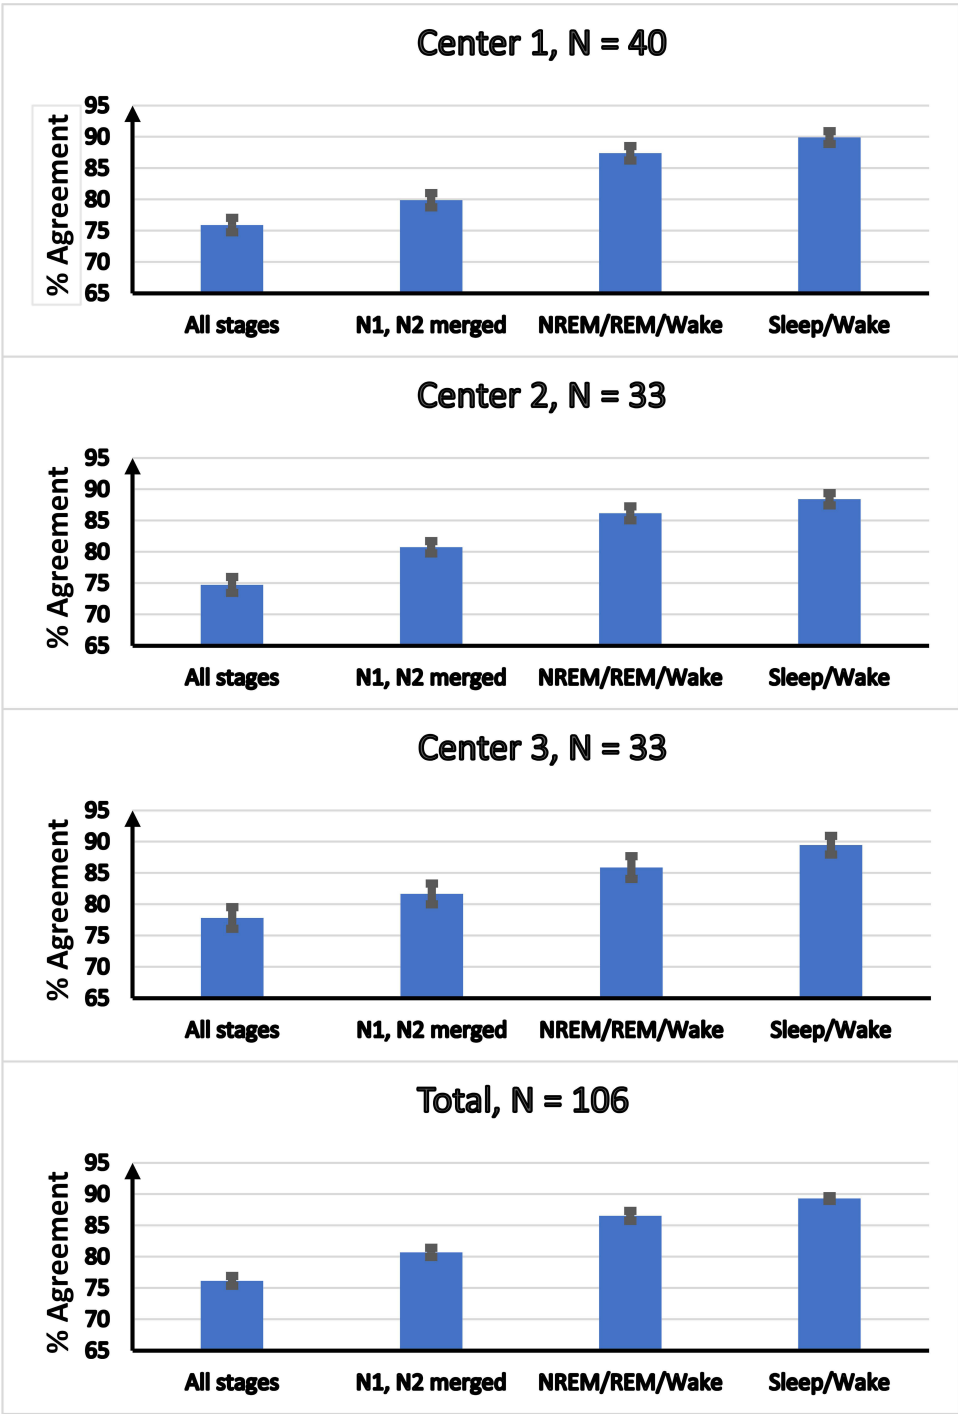 Center 1, N = 40
% Agreement
95
90
85
80
75
70
65
All stages N1, N2 merged NREM/REM/Wake Sleep/Wake
Center 2, N = 33
% Agreement
95
90
85
80
75
70
65
All stages N1, N2 merged NREM/REM/Wake Sleep/Wake
Center 3, N = 33
% Agreement
95
90
85
80
75
70
65
All stages N1, N2 merged NREM/REM/Wake Sleep/Wake
Total, N = 106
% Agreement
95
90
85
80
75
70
65
All stages N1, N2 merged NREM/REM/Wake Sleep/Wake